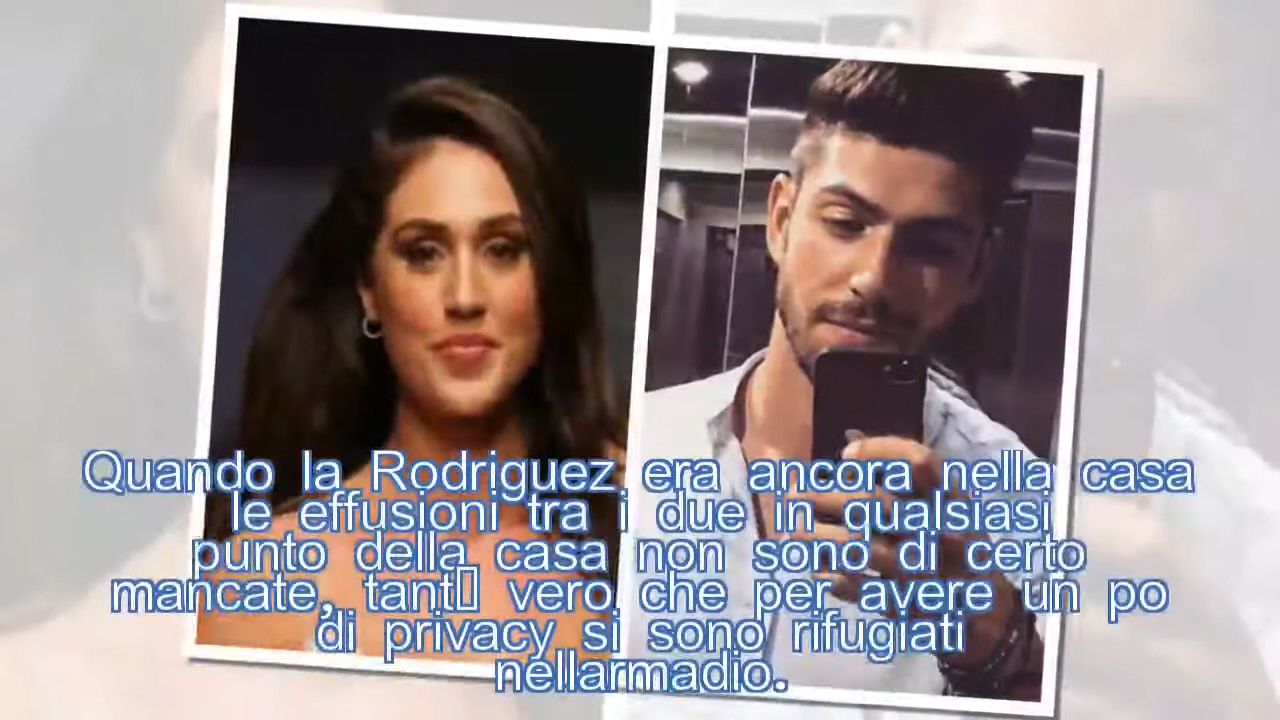 Quando la Rodriguez era ancora nella casa
le effusioni tra i due in qualsiasi
punto della casa non sono di certo
mancate, tant▯ vero che per avere un po
di privacy si sono rifugiati
nellarmadio.